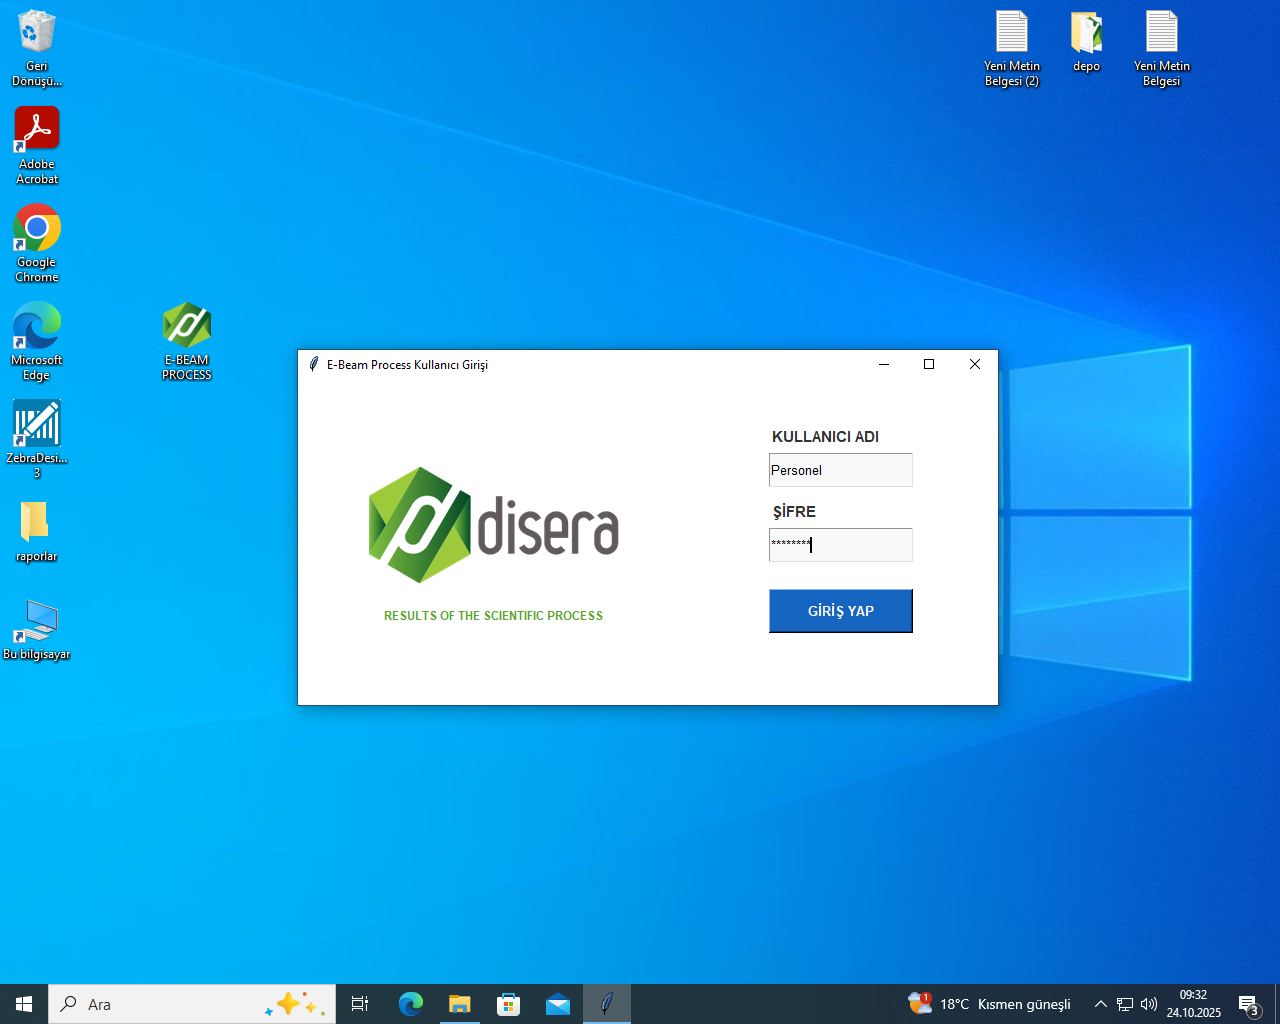 Geri
Dönüşü...
Adobe
Acrobat
Google
Chrome
Microsoft
Edge
ZebraDesi...
3
raporlar
Bu bilgisayar
E-BEAM
PROCESS
Yeni Metin
Belgesi (2)
depo
Yeni Metin
Belgesi
E-Beam Process Kullanıcı Girişi
disera
RESULTS OF THE SCIENTIFIC PROCESS
KULLANICI ADI
Personel
ŞİFRE
********
GİRİŞ YAP
Ara
1
18°C Kısmen güneşli
09:32
24.10.2025
3